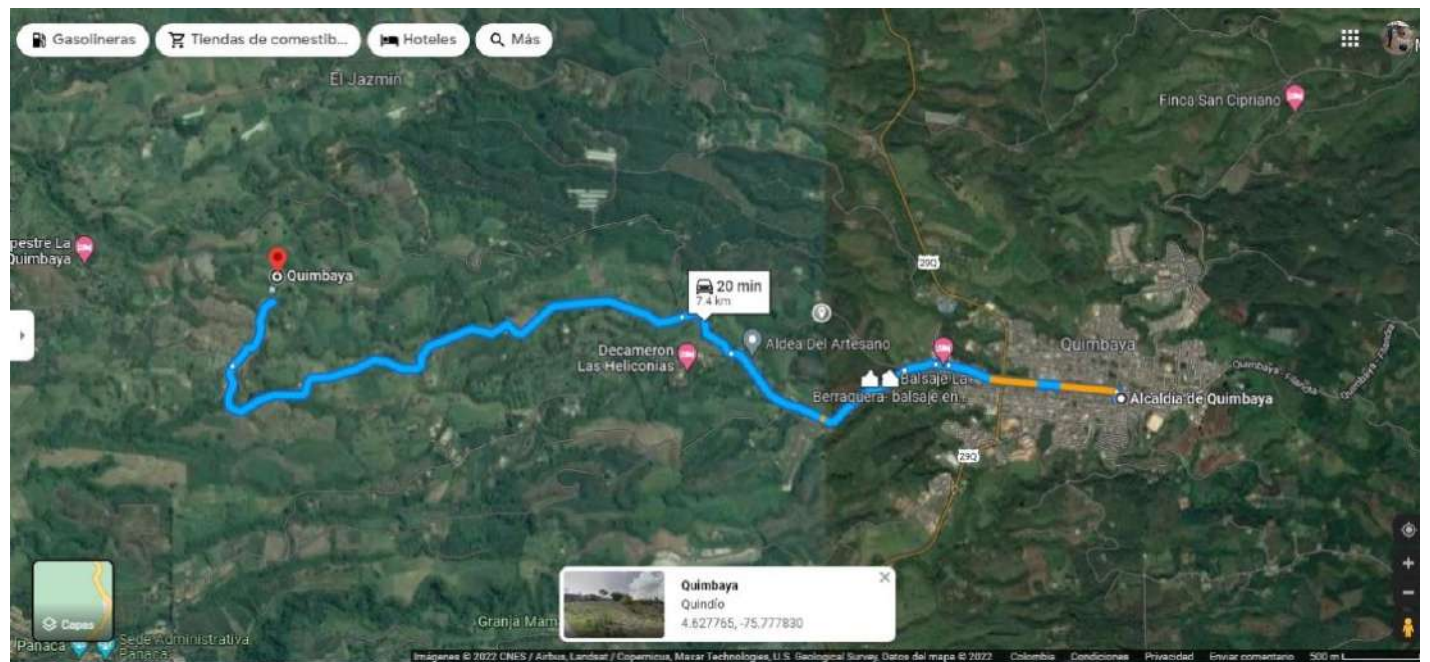 Gasolineras
Tiendas de comestib...
Hoteles
Más
El Jazmín
Finca San Cipriano
pestre La
Quimbaya
Quimbaya
29Q
20 min
7.4 km
Aldea Del Artesano
Decameron
Las Heliconias
Quimbaya
Balsaje La
Berraquera- balsaje en...
Alcaldía de Quimbaya
Quimbaya - Filandia
29Q
Quimbaya
Quindío
4.627765, -75.777830
Capas
Granja Mam
Panaca
Sede Administrativa
Panaca
Imágenes © 2022 CNES / Airbus, Landsat / Copernicus, Maxar Technologies, U.S. Geological Survey, Datos del mapa © 2022 Colombia Condiciones Privacidad Enviar comentario 500 m